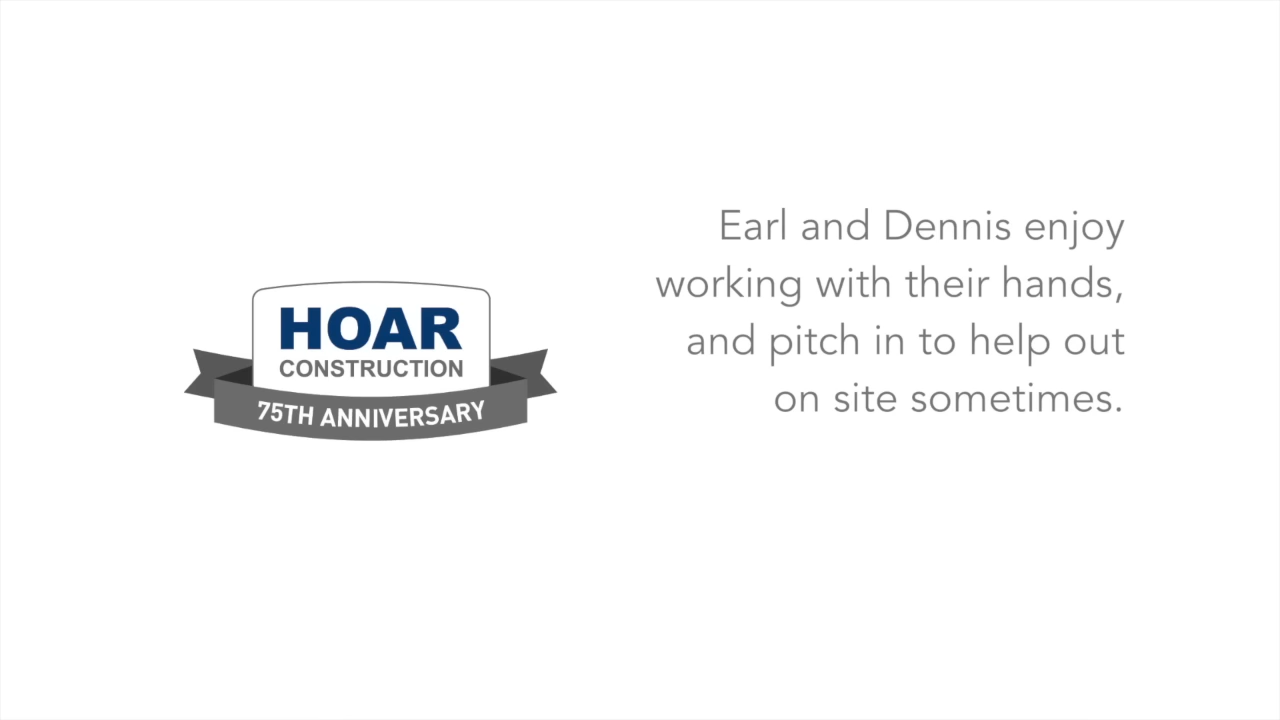 HOAR
CONSTRUCTION
75TH ANNIVERSARY
Earl and Dennis enjoy
working with their hands,
and pitch in to help out
on site sometimes.